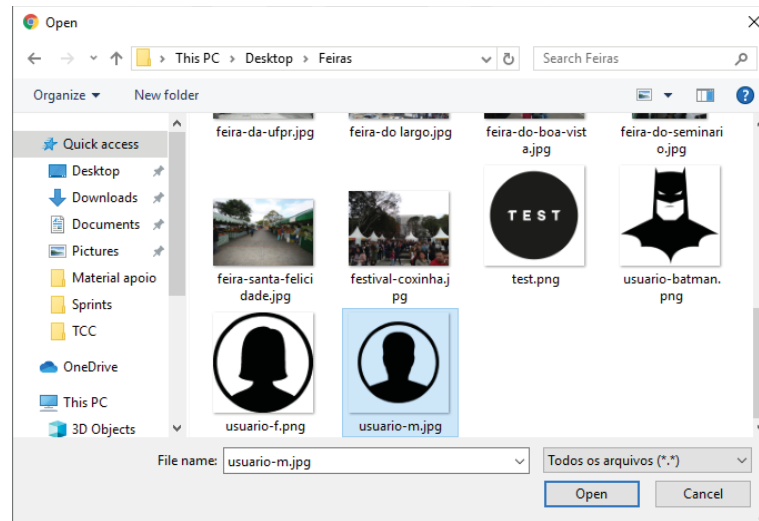 Open
This PC > Desktop > Feiras
Search Feiras
Organize
New folder
Quick access
Desktop
Downloads
Documents
Pictures
Material apoio
Sprints
TCC
OneDrive
This PC
3D Objects
feira-da-ufpr.jpg
feira-do largo.jpg
feira-do-boa-vist
a.jpg
feira-do-seminari
o.jpg
feira-santa-felici
dade.jpg
festival-coxinha.j
pg
TEST
test.png
usuario-batman.
png
usuario-f.png
usuario-m.jpg
File name:
usuario-m.jpg
Todos os arquivos (*.*)
Open
Cancel